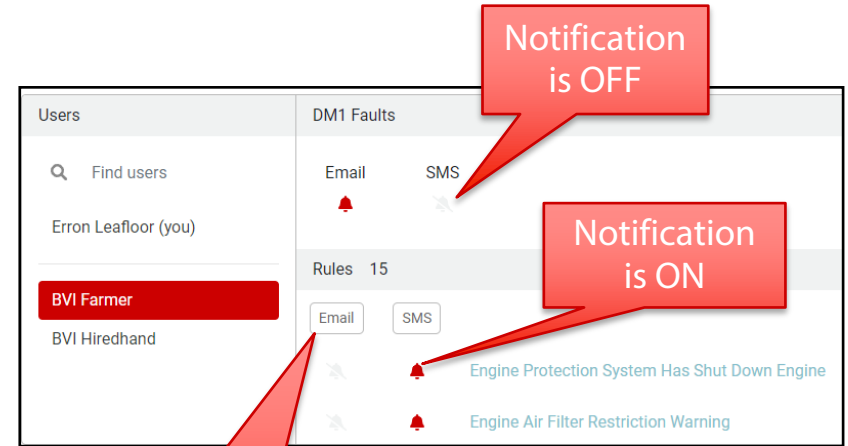 Notification
is OFF
Users
DM1 Faults
Find users
Email SMS
Erron Leafloor (you)
Notification
is ON
Rules 15
BVI Farmer
Email SMS
BVI Hiredhand
Engine Protection System Has Shut Down Engine
Engine Air Filter Restriction Warning